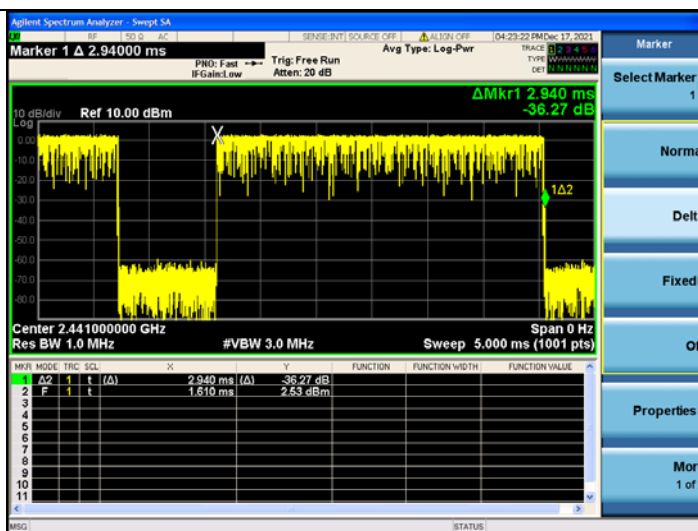 Agilent Spectrum Analyzer - Swept SA
RF 50 Ω AC SENSE:INT SOURCE OFF ALIGN OFF 04:23:22 PM Dec 17, 2021
Marker 1 Δ 2.94000 ms
PNO: Fast
IFGain:Low
Trig: Free Run
Atten: 20 dB
Avg Type: Log-Pwr
TRACE 1 2 3 4 5 6
TYPE WWWWWW
DET N N N N N N
ΔMkr1 2.940 ms
-36.27 dB
10 dB/div Ref 10.00 dBm
Log
0.00
-10.0
-20.0
-30.0
-40.0
-50.0
-60.0
-70.0
-80.0
X
1Δ2
Center 2.441000000 GHz Span 0 Hz
Res BW 1.0 MHz #VBW 3.0 MHz Sweep 5.000 ms (1001 pts)
MKR MODE TRC SCL X Y FUNCTION FUNCTION WIDTH FUNCTION VALUE
1 Δ2 1 t (Δ) 2.940 ms (Δ) -36.27 dB
2 F 1 t 1.610 ms 2.53 dBm
3
4
5
6
7
8
9
10
11
MSG STATUS
Marker
Select Marker
1
Norma
Delt
Fixed
Of
Properties
Mor
1 of